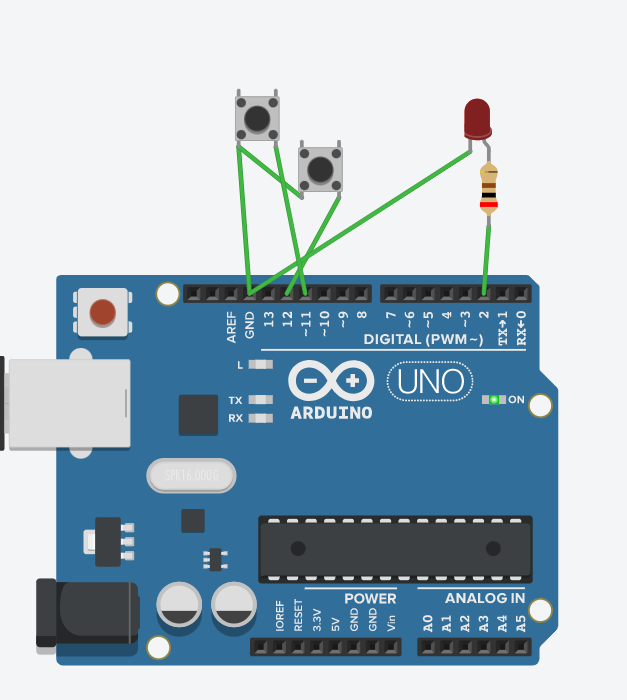 AREF
GND
13
12
~11
~10
~9
8
7
~6
~5
4
~3
2
TX→1
RX←0
DIGITAL (PWM~)
L
TX
RX
UNO
ARDUINO
ON
SPK16.000G
POWER
ANALOG IN
IOREF
RESET
3.3V
5V
GND
GND
Vin
A0
A1
A2
A3
A4
A5